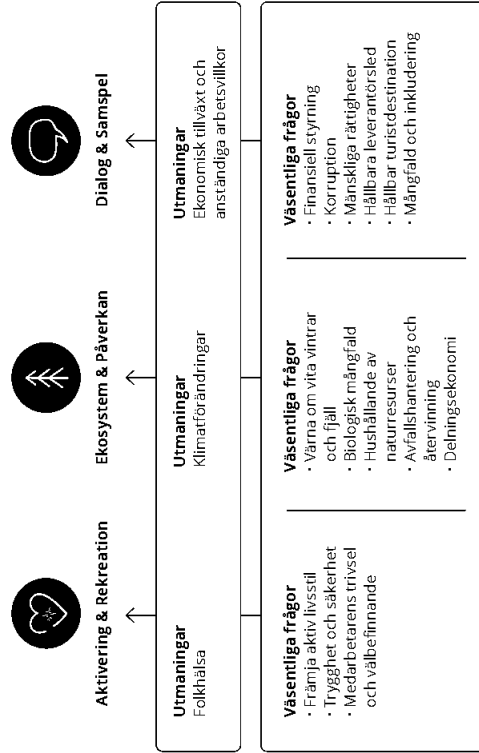 Aktivering & Rekreation
Ekosystem & Påverkan
Dialog & Samspel
Utmaningar
Folkhälsa
Utmaningar
Klimatförändringar
Utmaningar
Ekonomisk tillväxt och
anständiga arbetsvillkor
Väsentliga frågor
· Främja aktiv livsstil
· Trygghet och säkerhet
· Medarbetarens trivsel
och välbefinnande
Väsentliga frågor
· Värna om vita vintrar
och fjäll
· Biologisk mångfald
· Hushållande av
naturresurser
· Avfallshantering och
återvinning
· Delningsekonomi
Väsentliga frågor
· Finansiell styrning
· Korruption
· Mänskliga rättigheter
· Hållbara leverantörsled
· Hållbar turistdestination
· Mångfald och inkludering